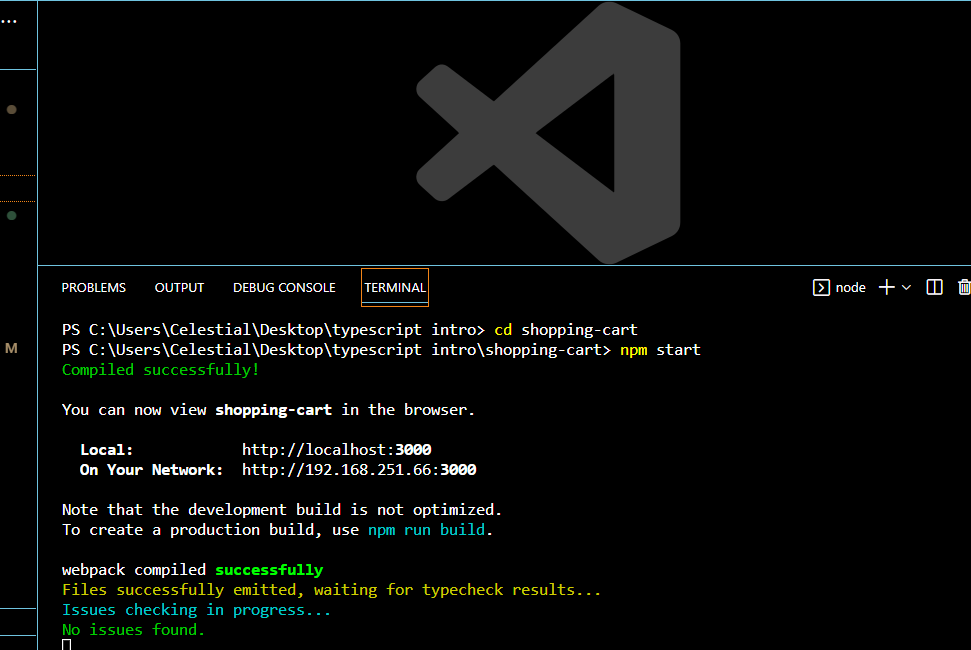 ...
M
PROBLEMS OUTPUT DEBUG CONSOLE TERMINAL node
PS C:\Users\Celestial\Desktop\typescript intro> cd shopping-cart
PS C:\Users\Celestial\Desktop\typescript intro\shopping-cart> npm start
Compiled successfully!
You can now view shopping-cart in the browser.
Local: http://localhost:3000
On Your Network: http://192.168.251.66:3000
Note that the development build is not optimized.
To create a production build, use npm run build.
webpack compiled successfully
Files successfully emitted, waiting for typecheck results...
Issues checking in progress...
No issues found.